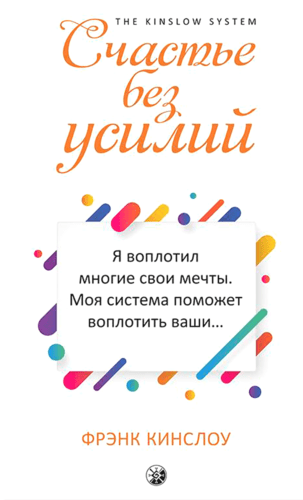 THE KINSLOW SYSTEM
Счастье
без
усилий
Я воплотил
многие свои мечты.
Моя система поможет
воплотить ваши...
ФРЭНК КИНСЛОУ